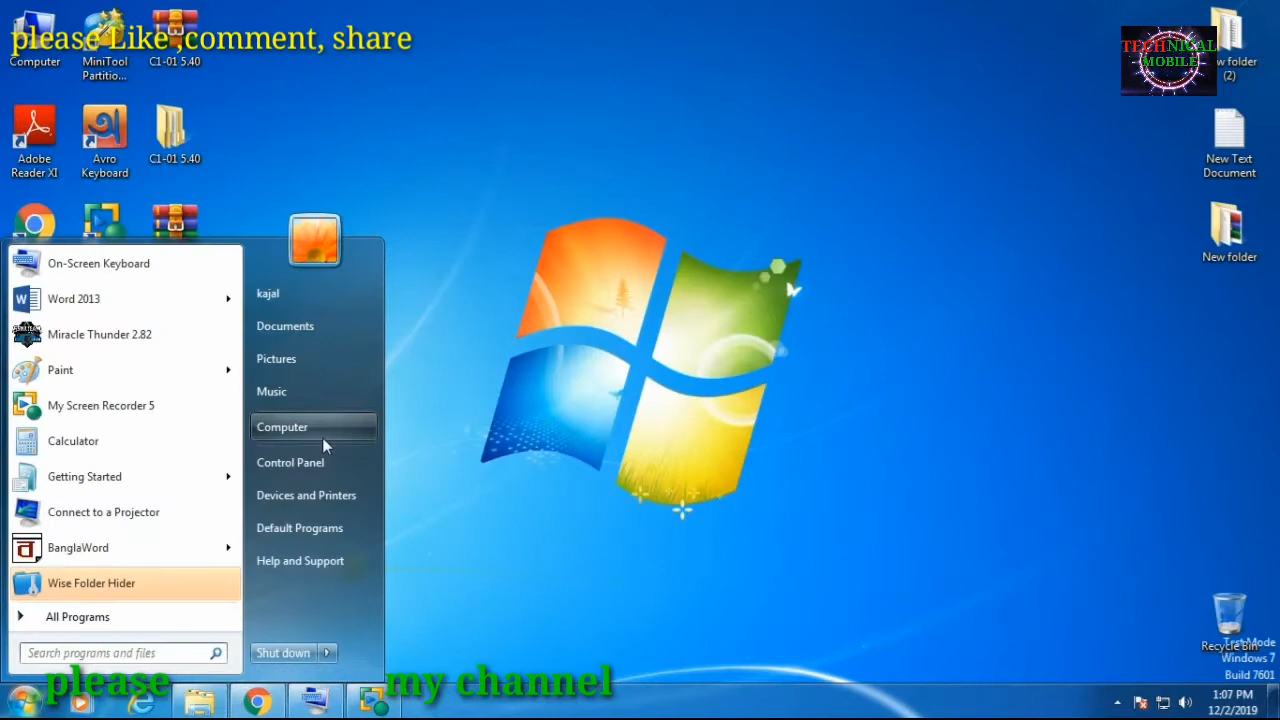 please Like ,comment, share
Computer
MiniTool
Partitio...
C1-01 5.40
TECHNICAL
MOBILE
ew folder
(2)
Adobe
Reader XI
Avro
Keyboard
C1-01 5.40
New Text
Document
New folder
On-Screen Keyboard
Word 2013
Miracle Thunder 2.82
Paint
My Screen Recorder 5
Calculator
Getting Started
Connect to a Projector
BanglaWord
Wise Folder Hider
All Programs
Search programs and files
kajal
Documents
Pictures
Music
Computer
Control Panel
Devices and Printers
Default Programs
Help and Support
Shut down
Recycle Bin
Test Mode
Windows 7
Build 7601
please my channel
1:07 PM
12/2/2019